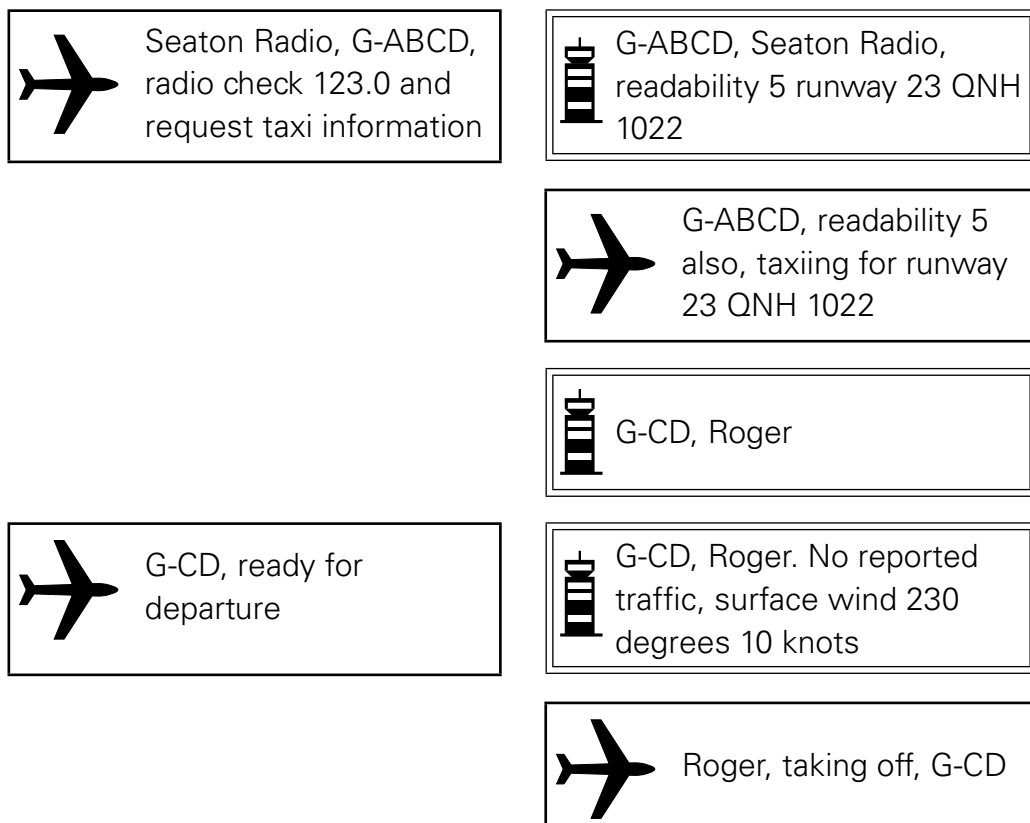 Seaton Radio, G-ABCD,
radio check 123.0 and
request taxi information
G-ABCD, Seaton Radio,
readability 5 runway 23 QNH
1022
G-ABCD, readability 5
also, taxiing for runway
23 QNH 1022
G-CD, Roger
G-CD, ready for
departure
G-CD, Roger. No reported
traffic, surface wind 230
degrees 10 knots
Roger, taking off, G-CD